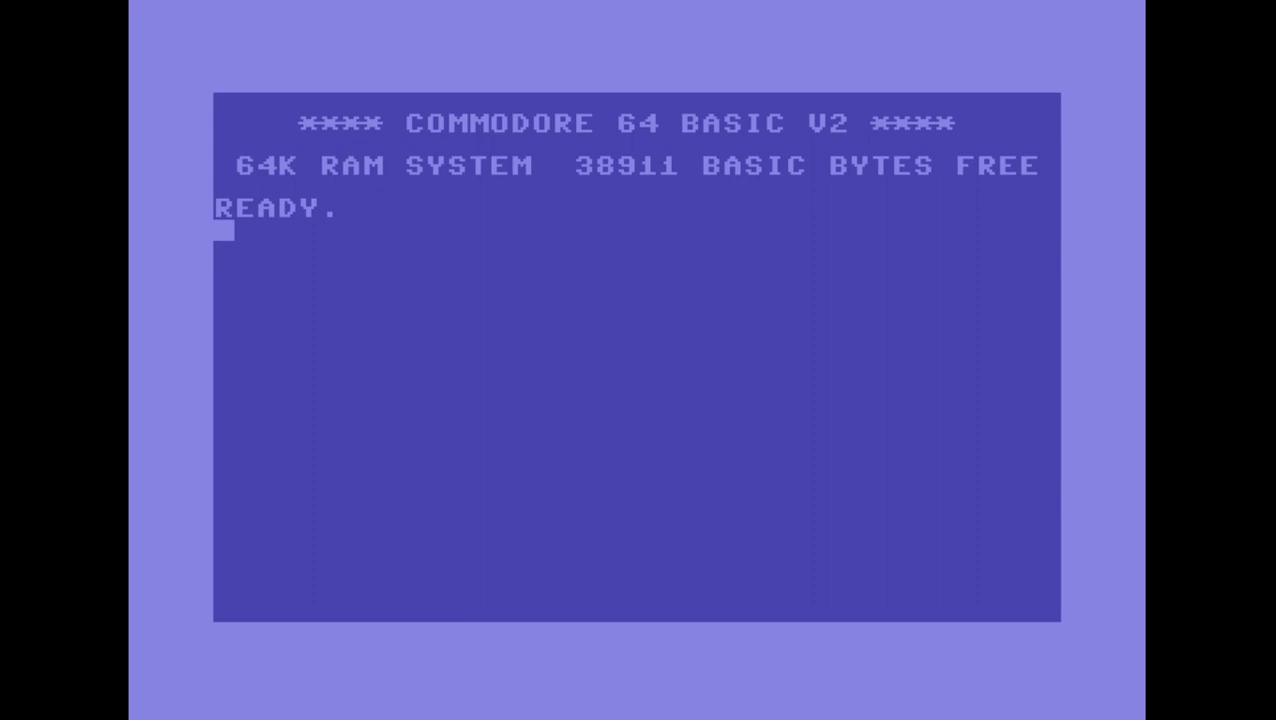 **** COMMODORE 64 BASIC V2 ****
64K RAM SYSTEM  38911 BASIC BYTES FREE
READY.